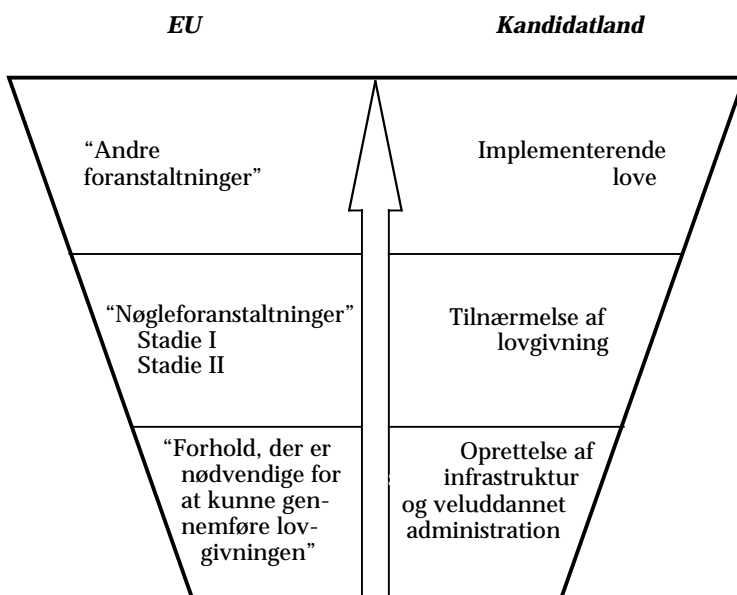 EU
Kandidatland
“Andre
foranstaltninger”
Implementerende
love
“Nøgleforanstaltninger”
Stadie I
Stadie II
Tilnærmelse af
lovgivning
“Forhold, der er
nødvendige for
at kunne gen-
nemføre lov-
givningen”
Oprettelse af
infrastruktur
og veluddannet
administration